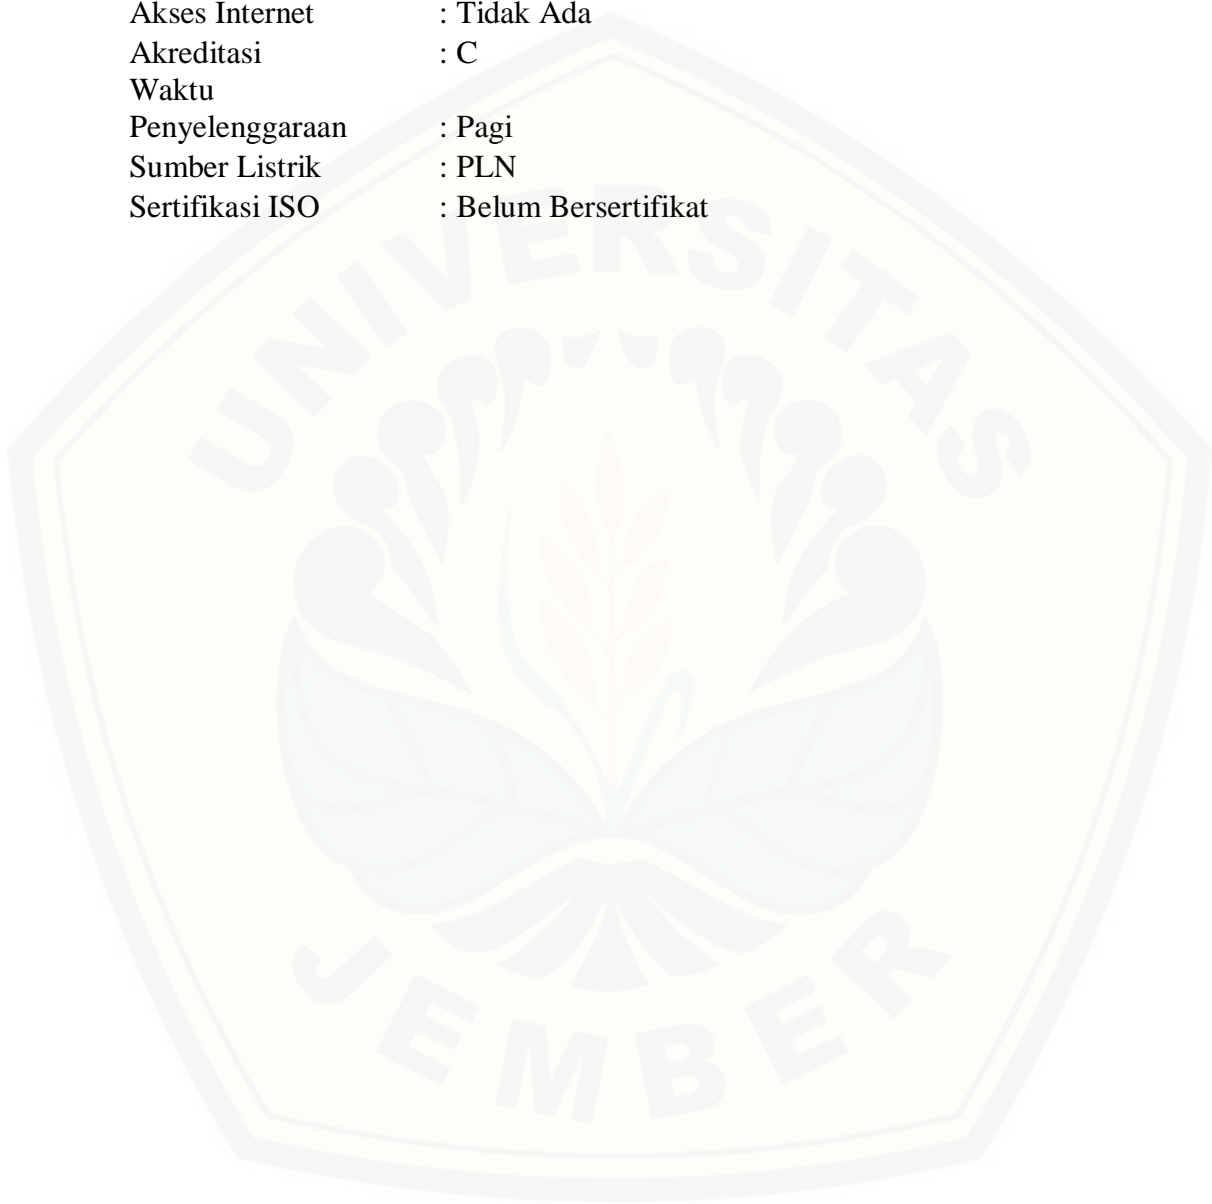 Akses Internet : Tidak Ada
Akreditasi : C
Waktu
Penyelenggaraan : Pagi
Sumber Listrik : PLN
Sertifikasi ISO : Belum Bersertifikat
UNIVERSITAS
JEMBER